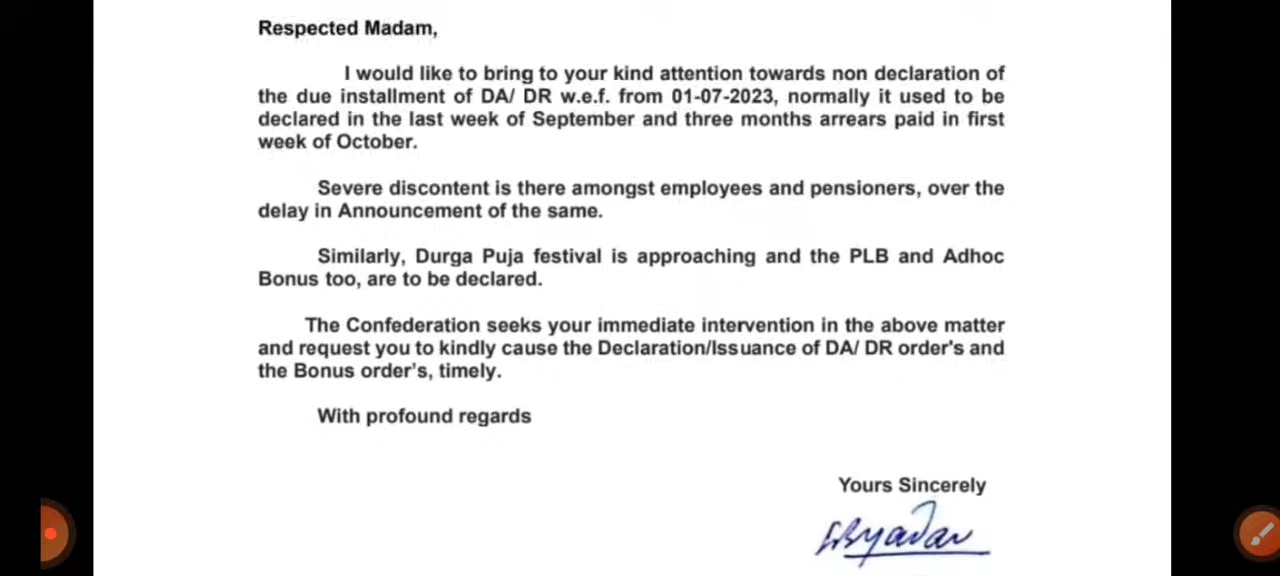 Respected Madam,
I would like to bring to your kind attention towards non declaration of
the due installment of DA/ DR w.e.f. from 01-07-2023, normally it used to be
declared in the last week of September and three months arrears paid in first
week of October.
Severe discontent is there amongst employees and pensioners, over the
delay in Announcement of the same.
Similarly, Durga Puja festival is approaching and the PLB and Adhoc
Bonus too, are to be declared.
The Confederation seeks your immediate intervention in the above matter
and request you to kindly cause the Declaration/Issuance of DA/ DR order's and
the Bonus order's, timely.
With profound regards
Yours Sincerely